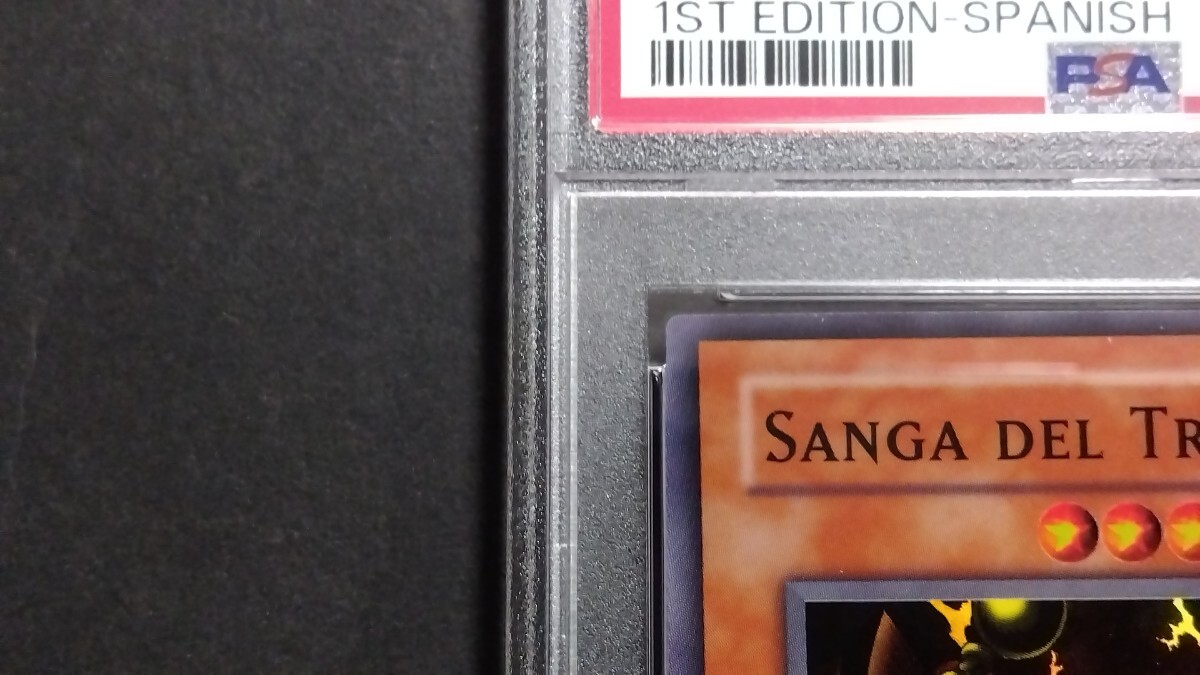 1ST EDITION-SPANISH
PSA
SANGA DEL TR